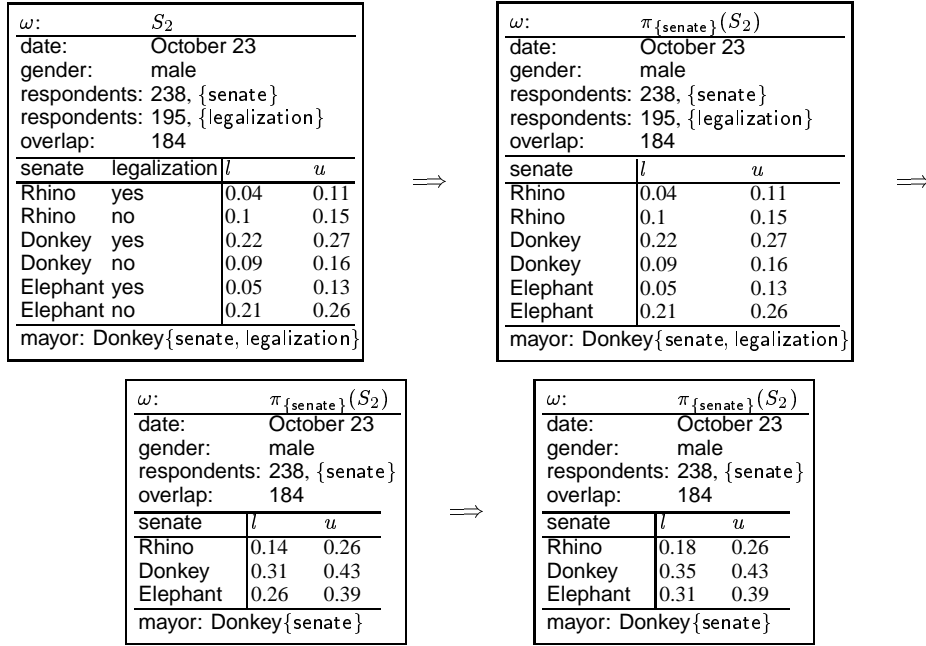 ω: S₂
date: October 23
gender: male
respondents: 238, {senate}
respondents: 195, {legalization}
overlap: 184
senate legalization l u
Rhino yes 0.04 0.11
Rhino no 0.1 0.15
Donkey yes 0.22 0.27
Donkey no 0.09 0.16
Elephant yes 0.05 0.13
Elephant no 0.21 0.26
mayor: Donkey{senate, legalization}
⟹
ω: π{senate}(S₂)
date: October 23
gender: male
respondents: 238, {senate}
respondents: 195, {legalization}
overlap: 184
senate l u
Rhino 0.04 0.11
Rhino 0.1 0.15
Donkey 0.22 0.27
Donkey 0.09 0.16
Elephant 0.05 0.13
Elephant 0.21 0.26
mayor: Donkey{senate, legalization}
⟹
ω: π{senate}(S₂)
date: October 23
gender: male
respondents: 238, {senate}
overlap: 184
senate l u
Rhino 0.14 0.26
Donkey 0.31 0.43
Elephant 0.26 0.39
mayor: Donkey{senate}
⟹
ω: π{senate}(S₂)
date: October 23
gender: male
respondents: 238, {senate}
overlap: 184
senate l u
Rhino 0.18 0.26
Donkey 0.35 0.43
Elephant 0.31 0.39
mayor: Donkey{senate}